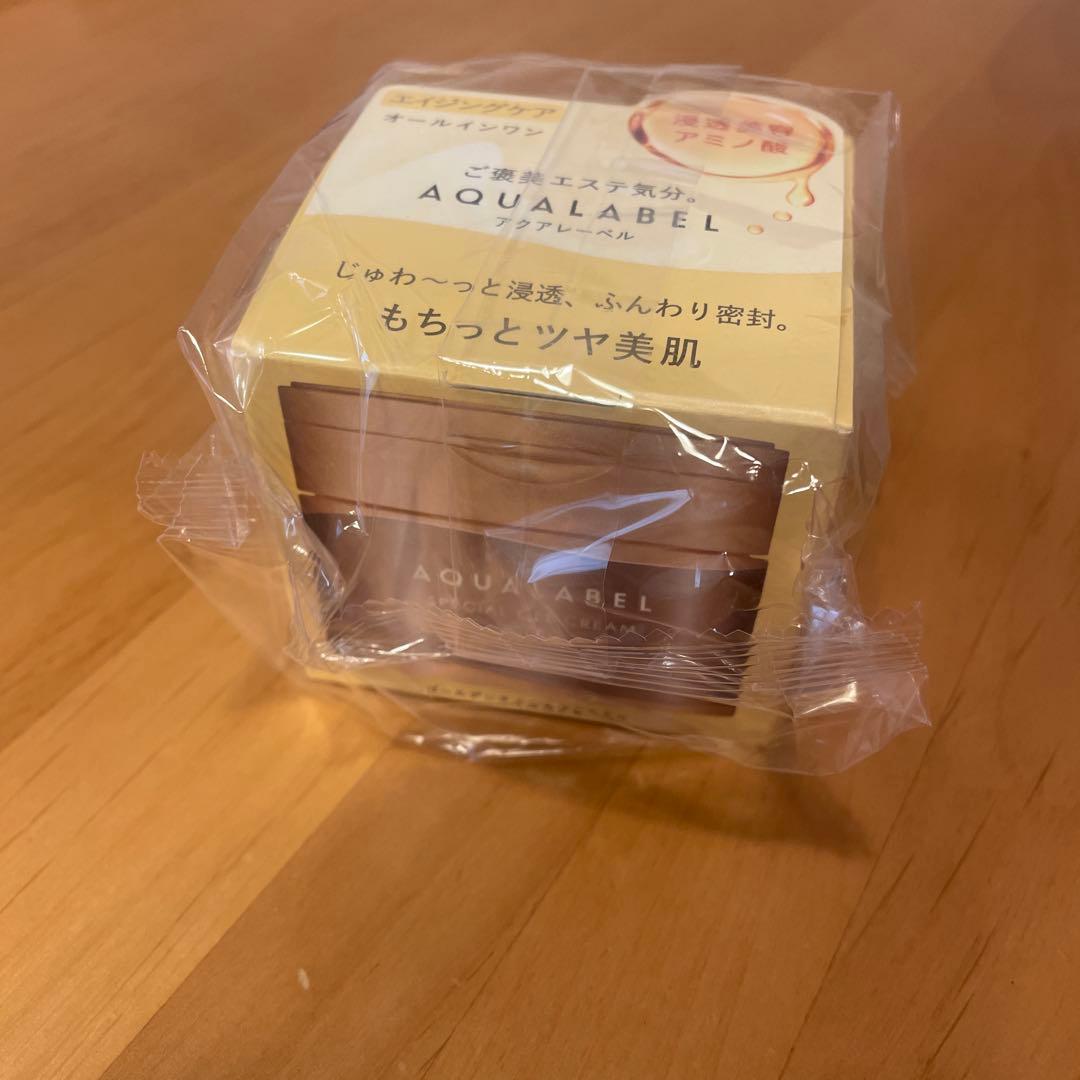 エイジングケア
オールインワン
浸透美容
アミノ酸
ご褒美エステ気分。
AQUALABEL
アクアレーベル
じゅわ〜っと浸透、ふんわり密封。
もちっとツヤ美肌
AQUALABEL
CREAM